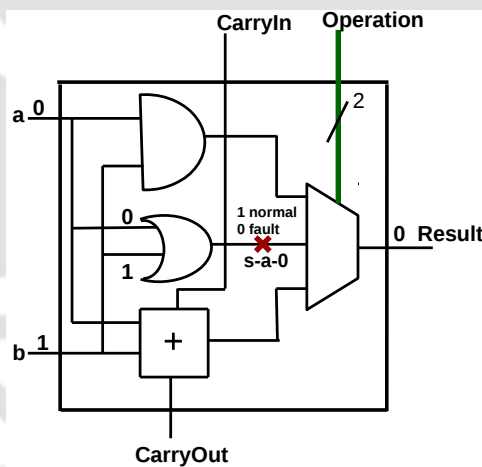 CarryIn
Operation
2
a 0
0
1 normal
0 fault
s-a-0
0 Result
1
+
b 1
CarryOut